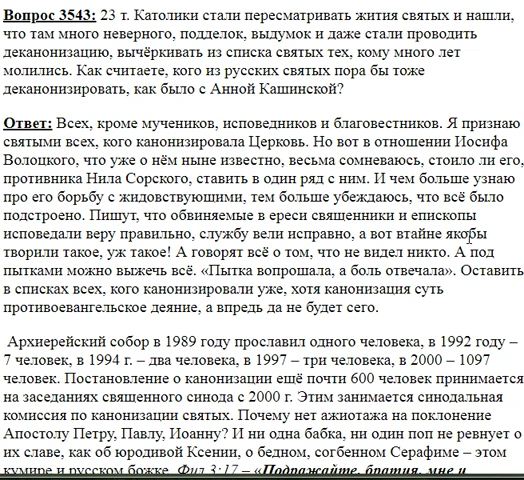 Вопрос 3543: 23 т. Католики стали пересматривать жития святых и нашли,
что там много неверного, подделок, выдумок и даже стали проводить
деканонизацию, вычёркивать из списка святых тех, кому много лет
молились. Как считаете, кого из русских святых пора бы тоже
деканонизировать, как было с Анной Кашинской?
Ответ: Всех, кроме мучеников, исповедников и благовестников. Я признаю
святыми всех, кого канонизировала Церковь. Но вот в отношении Иосифа
Волоцкого, что уже о нём ныне известно, весьма сомневаюсь, стоило ли его,
противника Нила Сорского, ставить в один ряд с ним. И чем больше узнаю
про его борьбу с жидовствующими, тем больше убеждаюсь, что всё было
подстроено. Пишут, что обвиняемые в ереси священники и епископы
исповедали веру правильно, службу вели исправно, а вот втайне якобы
творили такое, уж такое! А говорят всё о том, что не видел никто. А под
пытками можно выжечь всё. «Пытка вопрошала, а боль отвечала». Оставить
в списках всех, кого канонизировали уже, хотя канонизация суть
противоевангельское деяние, а впредь да не будет сего.
Архиерейский собор в 1989 году прославил одного человека, в 1992 году –
7 человек, в 1994 г. – два человека, в 1997 – три человека, в 2000 – 1097
человек. Постановление о канонизации ещё почти 600 человек принимается
на заседаниях священного синода с 2000 г. Этим занимается синодальная
комиссия по канонизации святых. Почему нет ажиотажа на поклонение
Апостолу Петру, Павлу, Иоанну? И ни одна бабка, ни один поп не ревнует о
их славе, как об юродивой Ксении, о бедном, согбенном Серафиме – этом
кумире и русском божке. Фил.3:17 – «Подражайте, братия, мне и